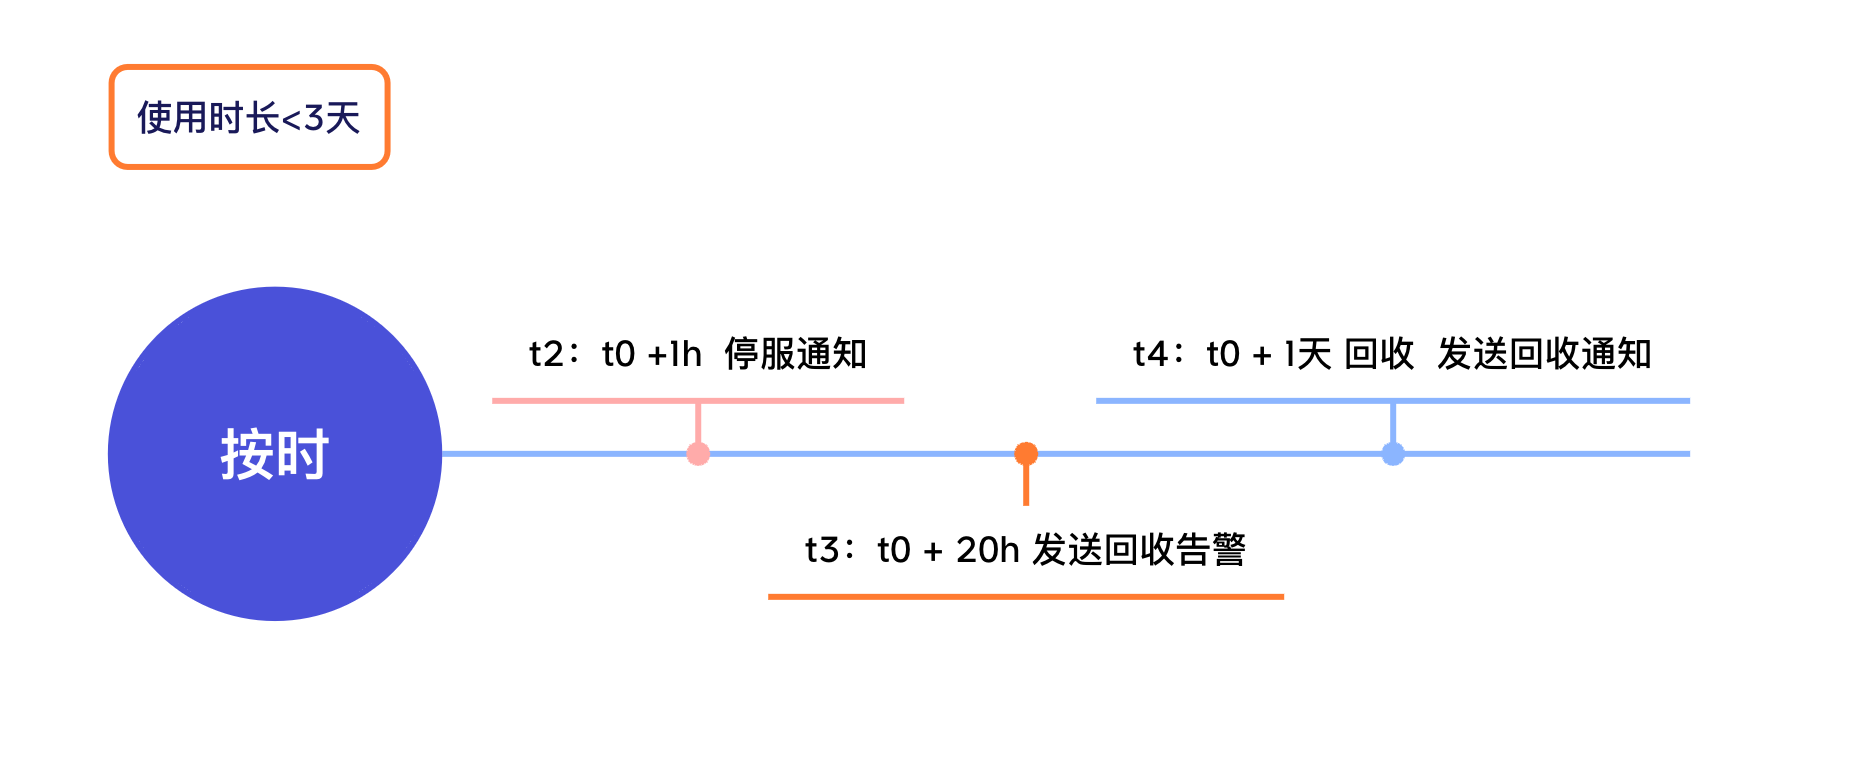 使用时长<3天
按时
t2：t0 +1h  停服通知
t3：t0 + 20h 发送回收告警
t4：t0 + 1天 回收  发送回收通知